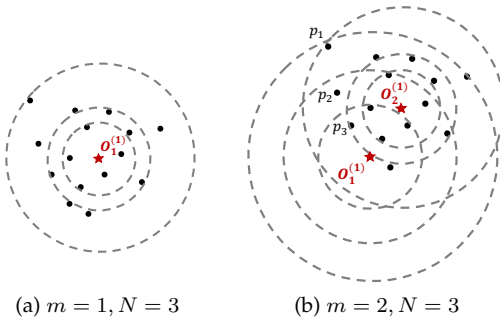 p₁
p₂
O₂⁽¹⁾
p₃
O₁⁽¹⁾
O₁⁽¹⁾
(a) m = 1, N = 3
(b) m = 2, N = 3